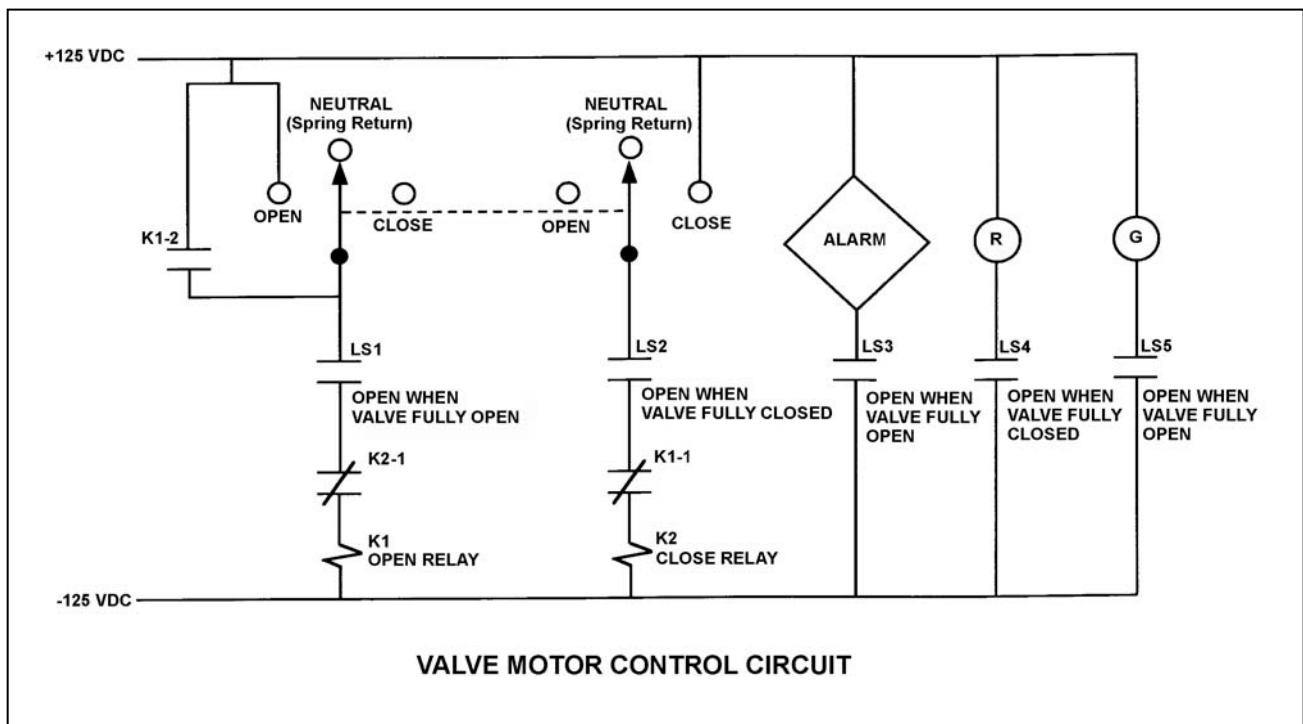 +125 VDC
NEUTRAL
(Spring Return)
NEUTRAL
(Spring Return)
OPEN
CLOSE
OPEN
CLOSE
K1-2
ALARM
R
G
LS1
OPEN WHEN
VALVE FULLY OPEN
LS2
OPEN WHEN
VALVE FULLY CLOSED
LS3
OPEN WHEN
VALVE FULLY
OPEN
LS4
OPEN WHEN
VALVE FULLY
CLOSED
LS5
OPEN WHEN
VALVE FULLY
OPEN
K2-1
K1-1
K1
OPEN RELAY
K2
CLOSE RELAY
-125 VDC
VALVE MOTOR CONTROL CIRCUIT